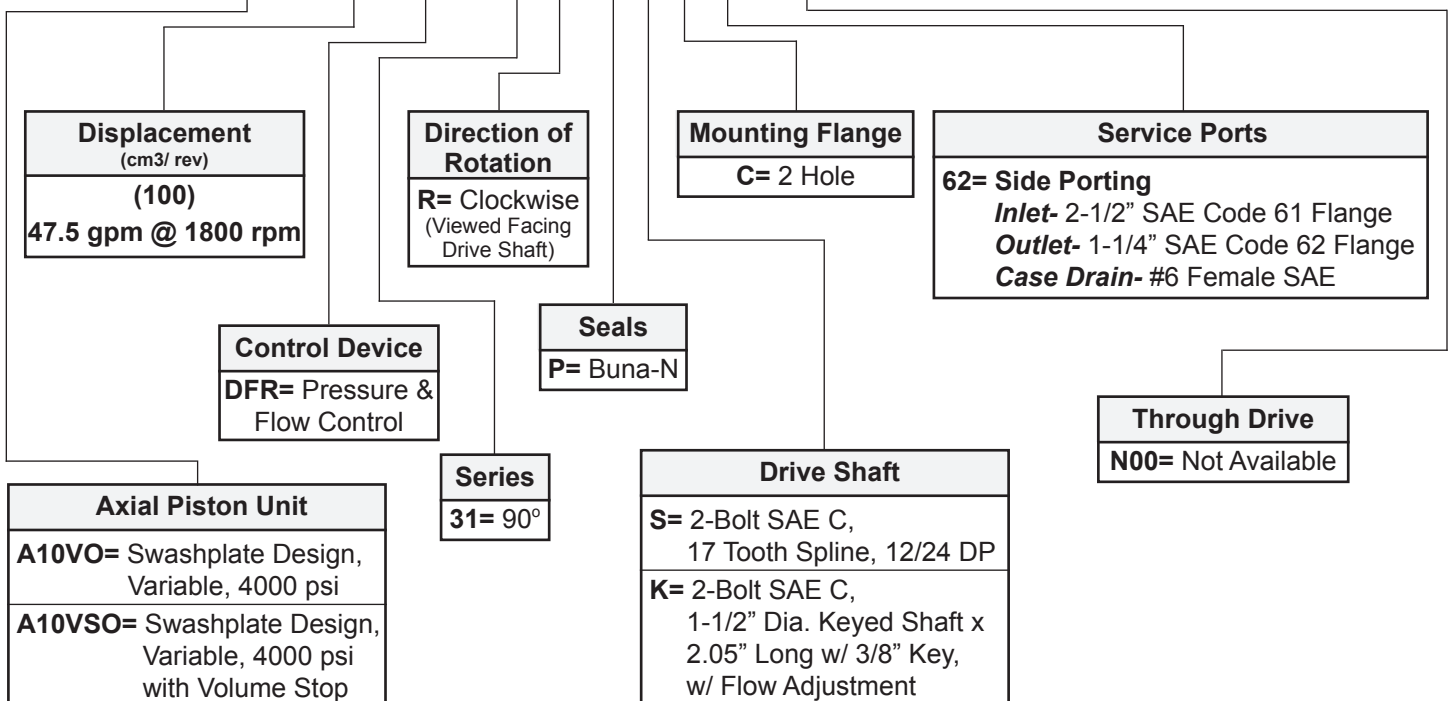 Displacement
(cm3/ rev)
(100)
47.5 gpm @ 1800 rpm
Direction of
Rotation
R= Clockwise
(Viewed Facing
Drive Shaft)
Mounting Flange
C= 2 Hole
Service Ports
62= Side Porting
Inlet- 2-1/2” SAE Code 61 Flange
Outlet- 1-1/4” SAE Code 62 Flange
Case Drain- #6 Female SAE
Control Device
DFR= Pressure &
Flow Control
Seals
P= Buna-N
Through Drive
N00= Not Available
Axial Piston Unit
A10VO= Swashplate Design,
Variable, 4000 psi
A10VSO= Swashplate Design,
Variable, 4000 psi
with Volume Stop
Series
31= 90º
Drive Shaft
S= 2-Bolt SAE C,
17 Tooth Spline, 12/24 DP
K= 2-Bolt SAE C,
1-1/2” Dia. Keyed Shaft x
2.05” Long w/ 3/8” Key,
w/ Flow Adjustment